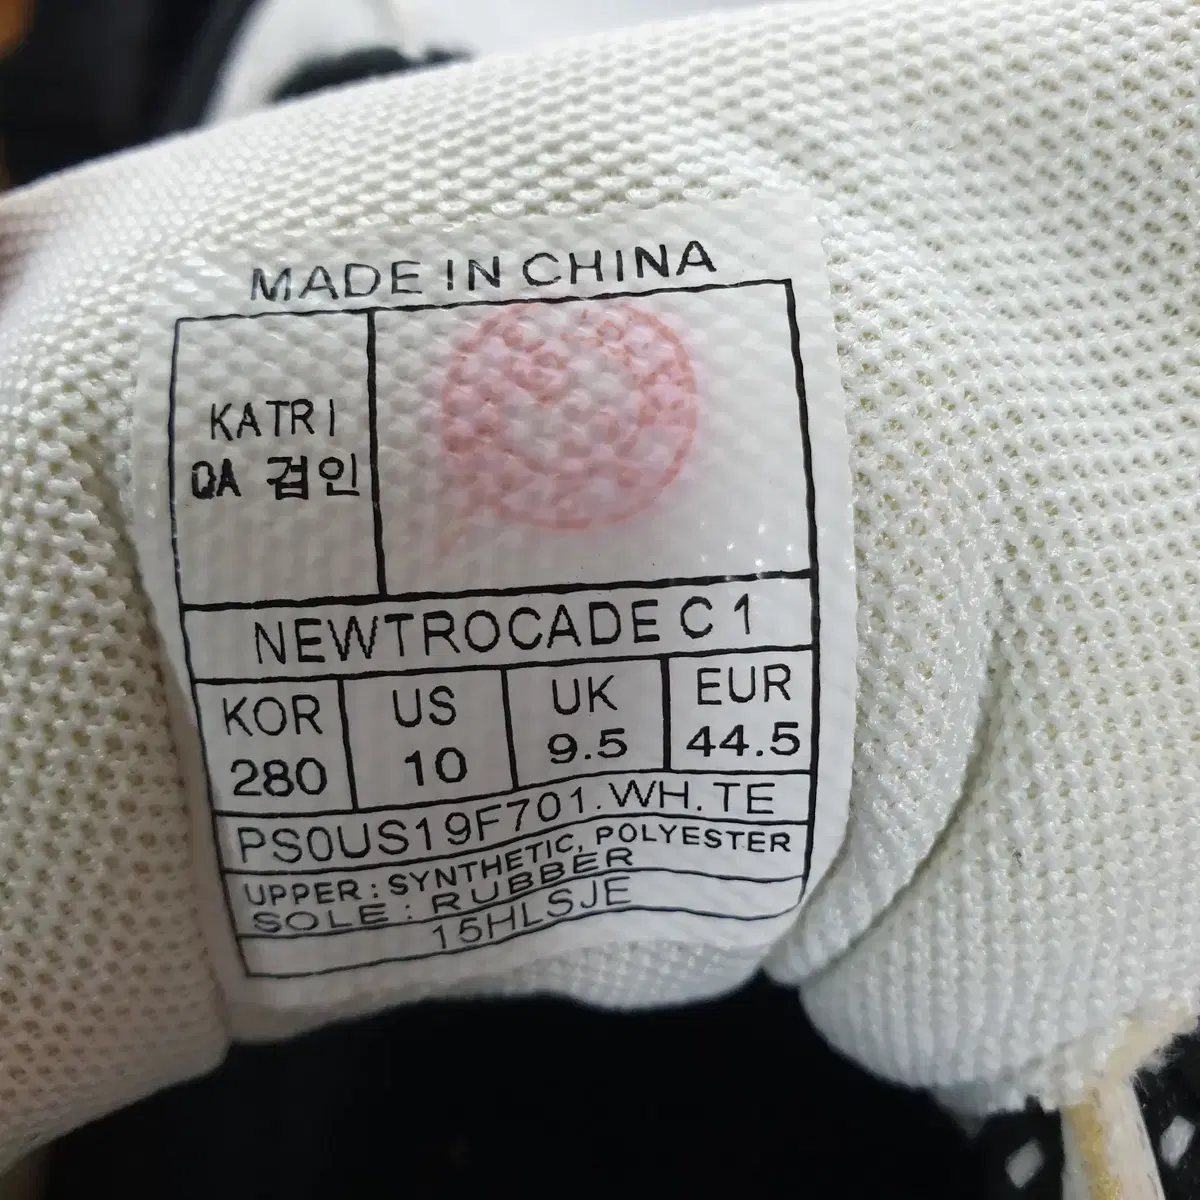 MADE IN CHINA
KATRI
QA 검인
NEWTROCADE C 1
KOR US UK EUR
280 10 9.5 44.5
PS0US19F701.WH.TE
UPPER : SYNTHETIC, POLYESTER
SOLE : RUBBER
15HLSJE